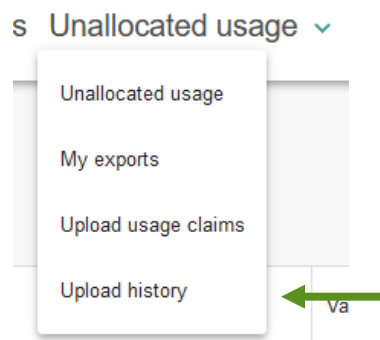 s Unallocated usage
Unallocated usage
My exports
Upload usage claims
Upload history
Va